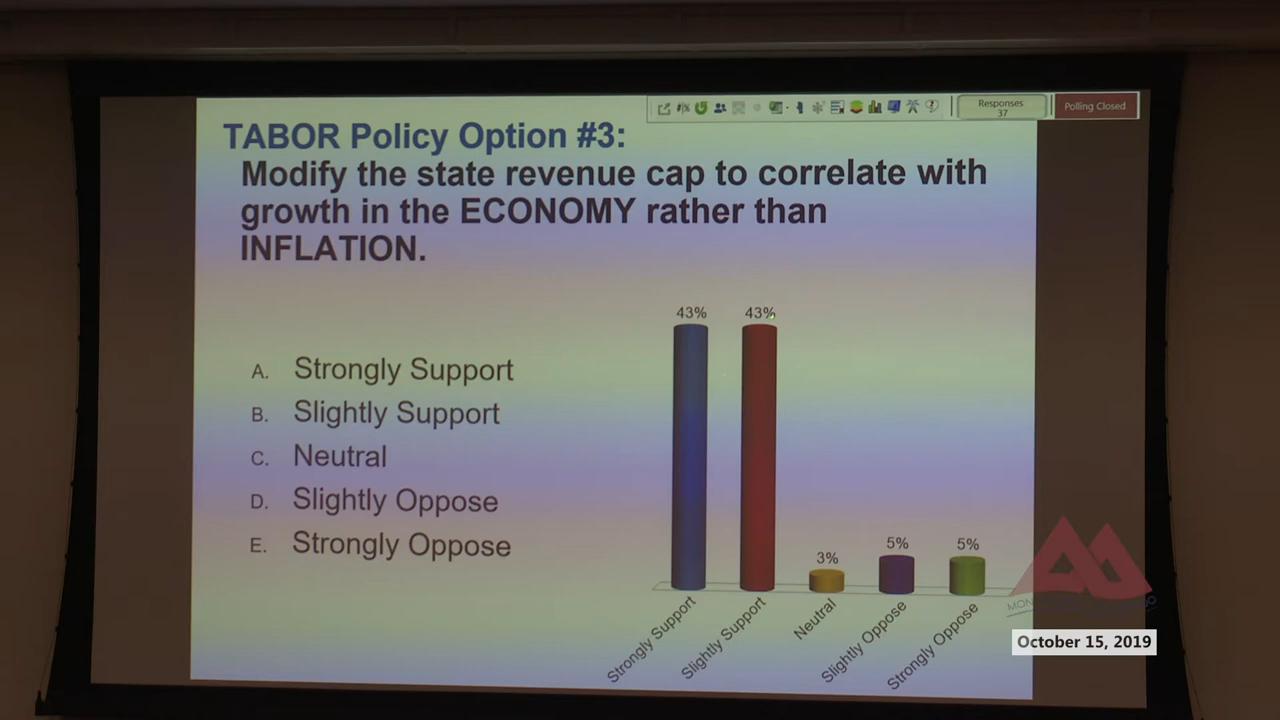 Responses
37
Polling Closed
TABOR Policy Option #3:
Modify the state revenue cap to correlate with
growth in the ECONOMY rather than
INFLATION.
A. Strongly Support
B. Slightly Support
C. Neutral
D. Slightly Oppose
E. Strongly Oppose
43%
43%
3%
5%
5%
Strongly Support
Slightly Support
Neutral
Slightly Oppose
Strongly Oppose
October 15, 2019